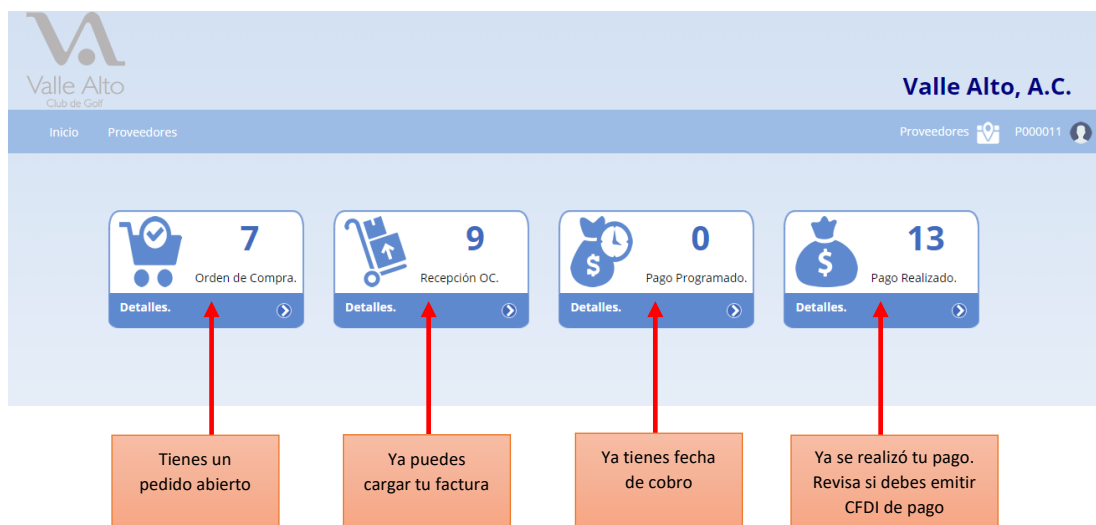 Valle Alto
Club de Golf
Valle Alto, A.C.
Inicio Proveedores Proveedores P000011
7
Orden de Compra.
Detalles.
9
Recepción OC.
Detalles.
$
0
Pago Programado.
Detalles.
$
13
Pago Realizado.
Detalles.
Tienes un
pedido abierto
Ya puedes
cargar tu factura
Ya tienes fecha
de cobro
Ya se realizó tu pago.
Revisa si debes emitir
CFDI de pago